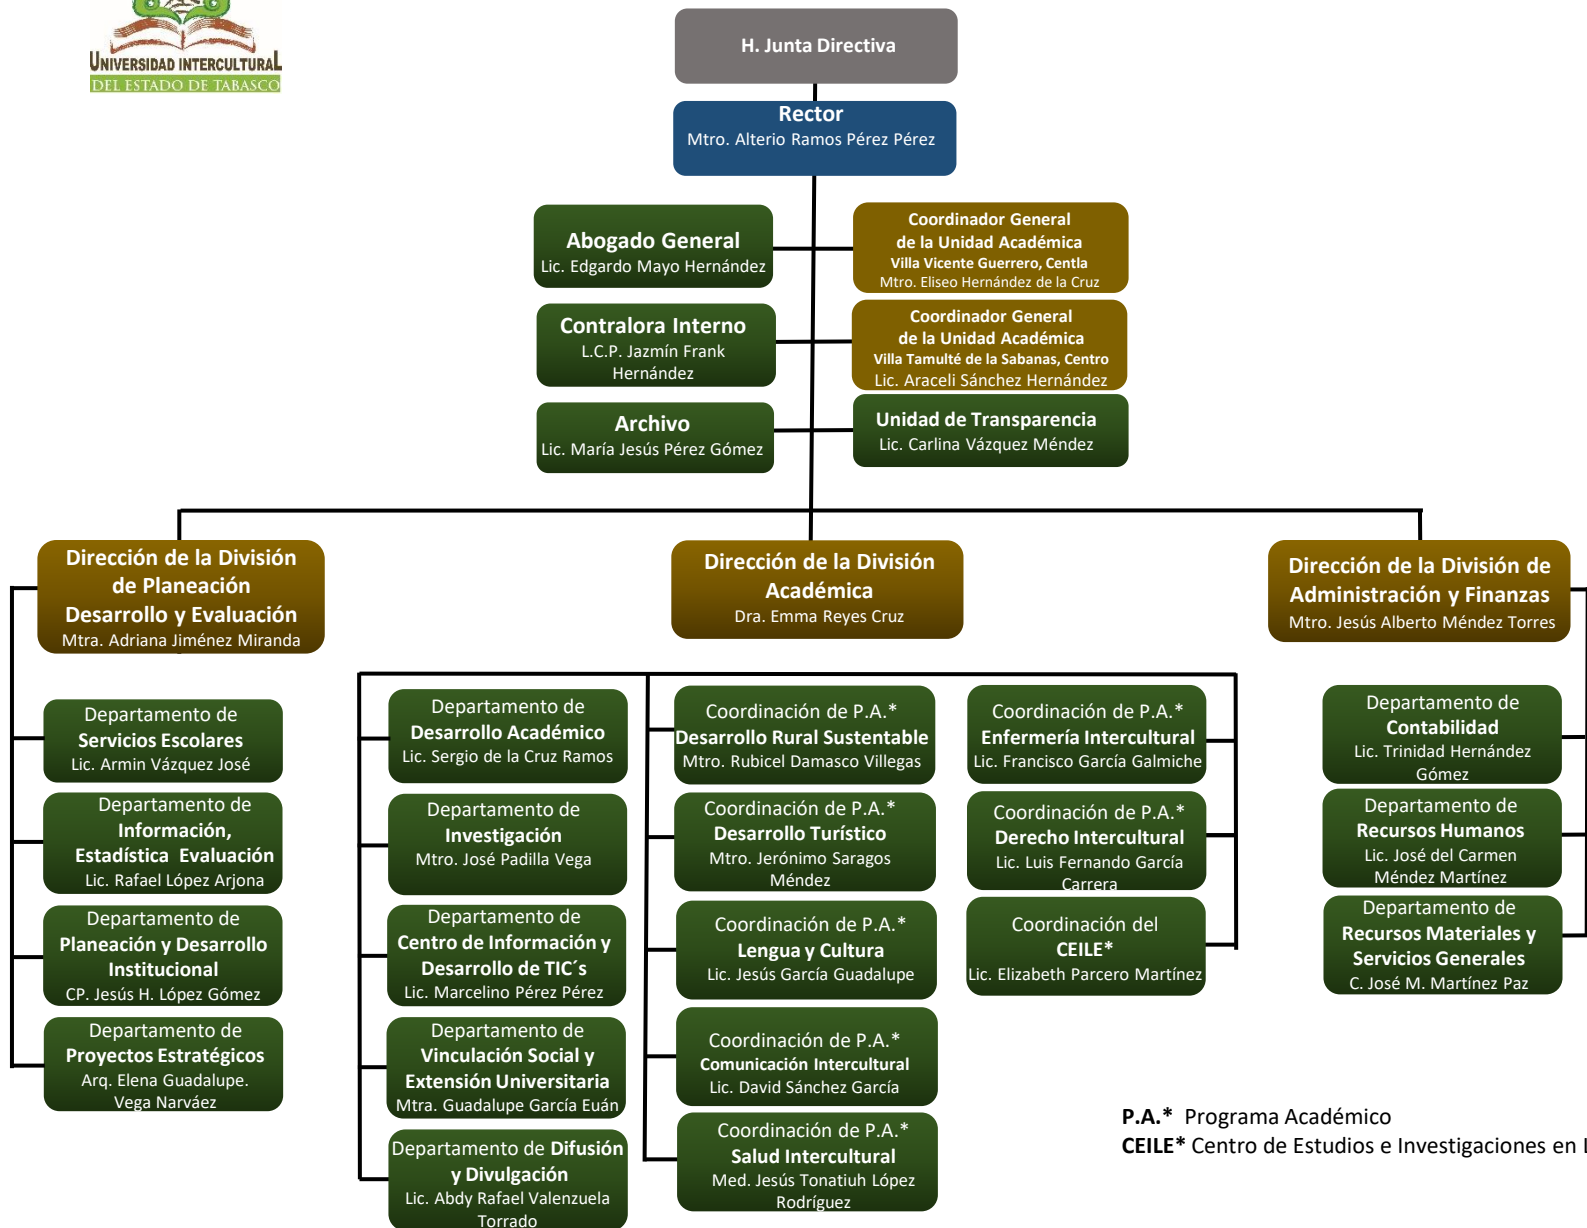 UNIVERSIDAD INTERCULTURAL
DEL ESTADO DE TABASCO
H. Junta Directiva
Rector
Mtro. Alterio Ramos Pérez Pérez
Abogado General
Lic. Edgardo Mayo Hernández
Coordinador General
de la Unidad Académica
Villa Vicente Guerrero, Centla
Mtro. Eliseo Hernández de la Cruz
Contralora Interno
L.C.P. Jazmín Frank
Hernández
Coordinador General
de la Unidad Académica
Villa Tamulté de la Sabanas, Centro
Lic. Araceli Sánchez Hernández
Archivo
Lic. María Jesús Pérez Gómez
Unidad de Transparencia
Lic. Carlina Vázquez Méndez
Dirección de la División
de Planeación
Desarrollo y Evaluación
Mtra. Adriana Jiménez Miranda
Dirección de la División
Académica
Dra. Emma Reyes Cruz
Dirección de la División de
Administración y Finanzas
Mtro. Jesús Alberto Méndez Torres
Departamento de
Servicios Escolares
Lic. Armin Vázquez José
Departamento de
Información,
Estadística Evaluación
Lic. Rafael López Arjona
Departamento de
Planeación y Desarrollo
Institucional
CP. Jesús H. López Gómez
Departamento de
Proyectos Estratégicos
Arq. Elena Guadalupe.
Vega Narváez
Departamento de
Desarrollo Académico
Lic. Sergio de la Cruz Ramos
Departamento de
Investigación
Mtro. José Padilla Vega
Departamento de
Centro de Información y
Desarrollo de TIC´s
Lic. Marcelino Pérez Pérez
Departamento de
Vinculación Social y
Extensión Universitaria
Mtra. Guadalupe García Euán
Departamento de Difusión
y Divulgación
Lic. Abdy Rafael Valenzuela
Torrado
Coordinación de P.A.*
Desarrollo Rural Sustentable
Mtro. Rubicel Damasco Villegas
Coordinación de P.A.*
Desarrollo Turístico
Mtro. Jerónimo Saragos
Méndez
Coordinación de P.A.*
Lengua y Cultura
Lic. Jesús García Guadalupe
Coordinación de P.A.*
Comunicación Intercultural
Lic. David Sánchez García
Coordinación de P.A.*
Salud Intercultural
Med. Jesús Tonatiuh López
Rodríguez
Coordinación de P.A.*
Enfermería Intercultural
Lic. Francisco García Galmiche
Coordinación de P.A.*
Derecho Intercultural
Lic. Luis Fernando García
Carrera
Coordinación del
CEILE*
Lic. Elizabeth Parcero Martínez
Departamento de
Contabilidad
Lic. Trinidad Hernández
Gómez
Departamento de
Recursos Humanos
Lic. José del Carmen
Méndez Martínez
Departamento de
Recursos Materiales y
Servicios Generales
C. José M. Martínez Paz
P.A.* Programa Académico
CEILE* Centro de Estudios e Investigaciones en